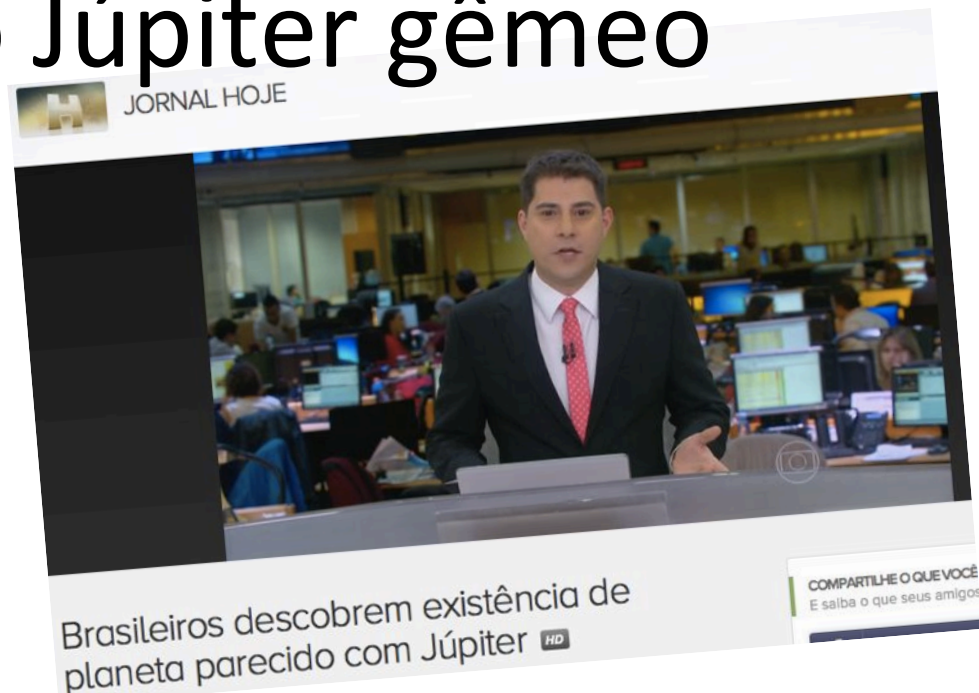 Júpiter gêmeo
H
JORNAL HOJE
Brasileiros descobrem existência de
planeta parecido com Júpiter HD
COMPARTILHE O QUE VOCÊ
E saiba o que seus amigos